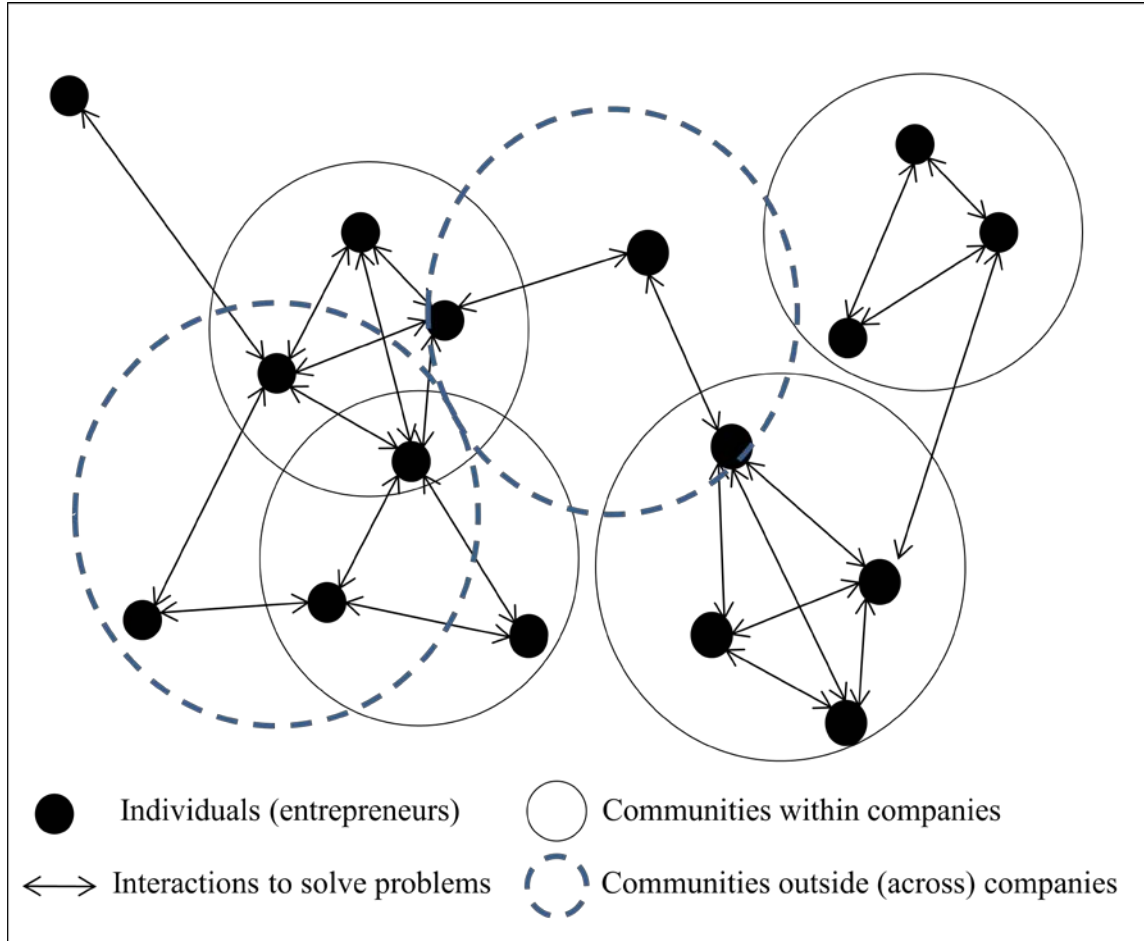 Individuals (entrepreneurs)
Communities within companies
Interactions to solve problems
Communities outside (across) companies